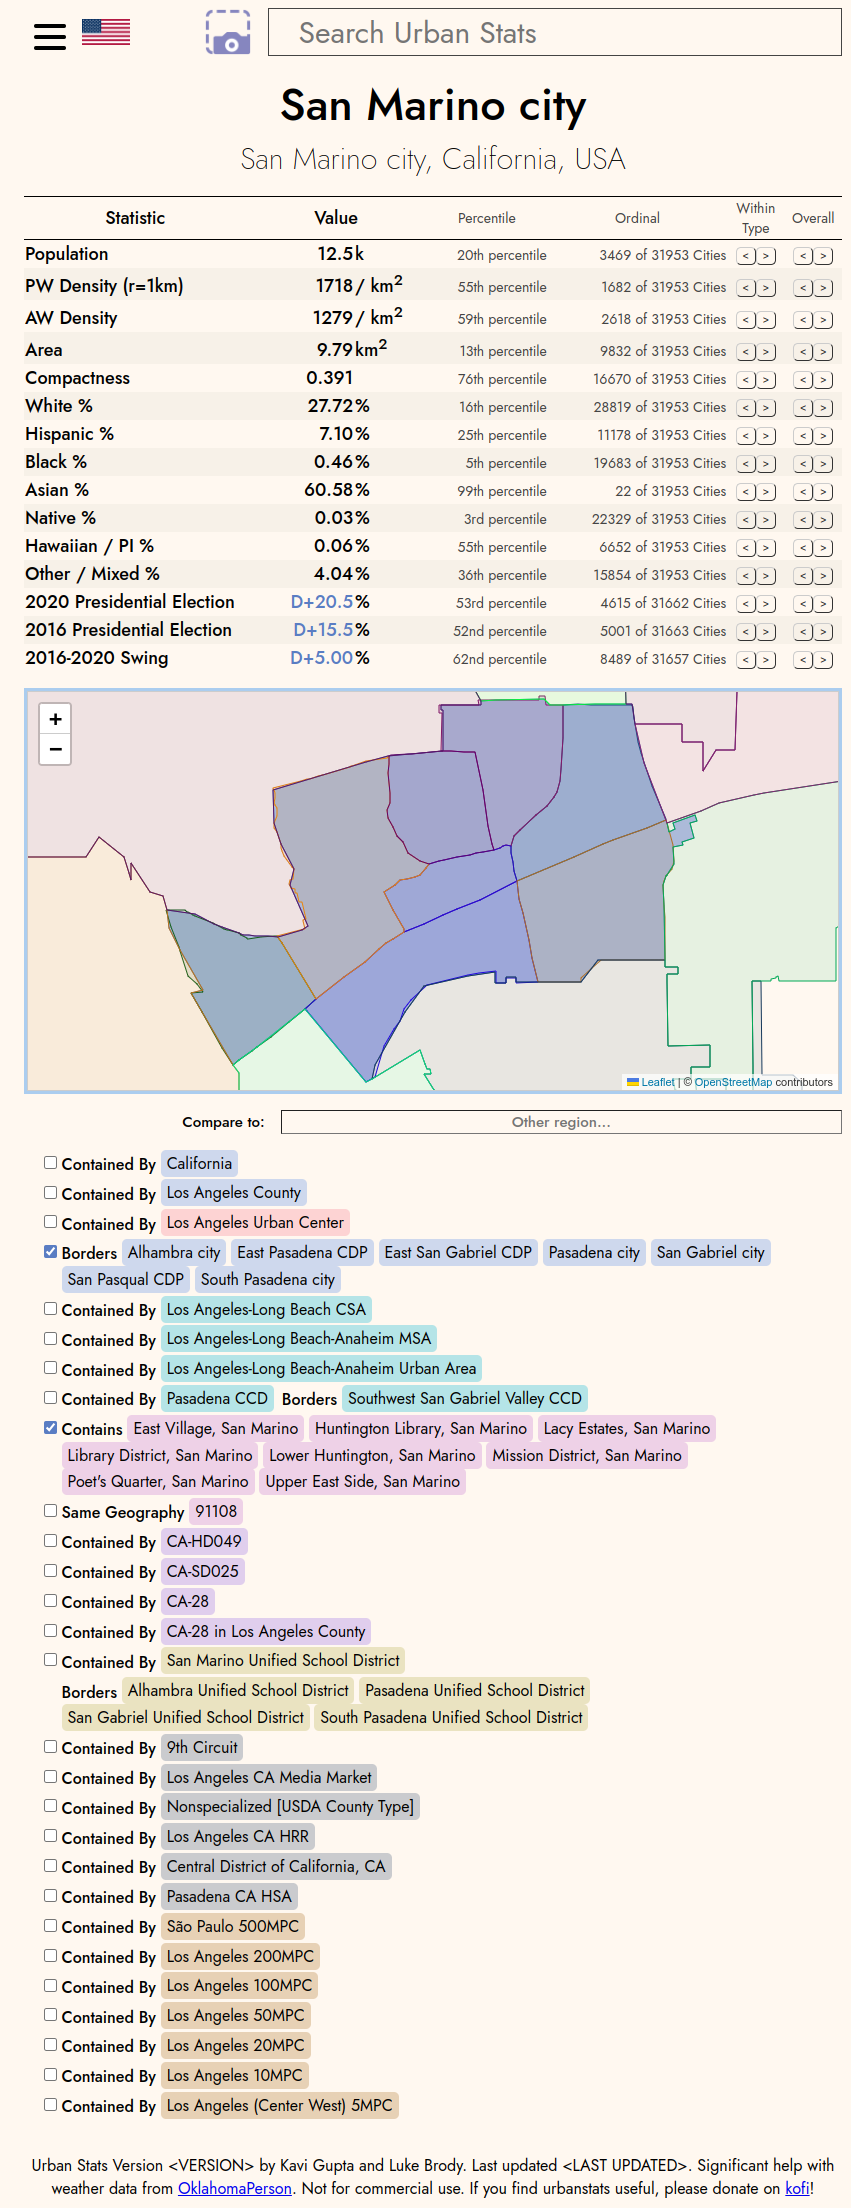 Search Urban Stats
San Marino city
San Marino city, California, USA
Statistic Value Percentile Ordinal Within Type Overall
Population 12.5k 20th percentile 3469 of 31953 Cities < > < >
PW Density (r=1km) 1718 / km² 55th percentile 1682 of 31953 Cities < > < >
AW Density 1279 / km² 59th percentile 2618 of 31953 Cities < > < >
Area 9.79 km² 13th percentile 9832 of 31953 Cities < > < >
Compactness 0.391 76th percentile 16670 of 31953 Cities < > < >
White % 27.72% 16th percentile 28819 of 31953 Cities < > < >
Hispanic % 7.10% 25th percentile 11178 of 31953 Cities < > < >
Black % 0.46% 5th percentile 19683 of 31953 Cities < > < >
Asian % 60.58% 99th percentile 22 of 31953 Cities < > < >
Native % 0.03% 3rd percentile 22329 of 31953 Cities < > < >
Hawaiian / PI % 0.06% 55th percentile 6652 of 31953 Cities < > < >
Other / Mixed % 4.04% 36th percentile 15854 of 31953 Cities < > < >
2020 Presidential Election D+20.5% 53rd percentile 4615 of 31662 Cities < > < >
2016 Presidential Election D+15.5% 52nd percentile 5001 of 31663 Cities < > < >
2016-2020 Swing D+5.00% 62nd percentile 8489 of 31657 Cities < > < >
+
−
Leaflet | © OpenStreetMap contributors
Compare to: Other region...
Contained By California
Contained By Los Angeles County
Contained By Los Angeles Urban Center
Borders Alhambra city East Pasadena CDP East San Gabriel CDP Pasadena city San Gabriel city
San Pasqual CDP South Pasadena city
Contained By Los Angeles-Long Beach CSA
Contained By Los Angeles-Long Beach-Anaheim MSA
Contained By Los Angeles-Long Beach-Anaheim Urban Area
Contained By Pasadena CCD Borders Southwest San Gabriel Valley CCD
Contains East Village, San Marino Huntington Library, San Marino Lacy Estates, San Marino
Library District, San Marino Lower Huntington, San Marino Mission District, San Marino
Poet's Quarter, San Marino Upper East Side, San Marino
Same Geography 91108
Contained By CA-HD049
Contained By CA-SD025
Contained By CA-28
Contained By CA-28 in Los Angeles County
Contained By San Marino Unified School District
Borders Alhambra Unified School District Pasadena Unified School District
San Gabriel Unified School District South Pasadena Unified School District
Contained By 9th Circuit
Contained By Los Angeles CA Media Market
Contained By Nonspecialized [USDA County Type]
Contained By Los Angeles CA HRR
Contained By Central District of California, CA
Contained By Pasadena CA HSA
Contained By São Paulo 500MPC
Contained By Los Angeles 200MPC
Contained By Los Angeles 100MPC
Contained By Los Angeles 50MPC
Contained By Los Angeles 20MPC
Contained By Los Angeles 10MPC
Contained By Los Angeles (Center West) 5MPC
Urban Stats Version <VERSION> by Kavi Gupta and Luke Brody. Last updated <LAST UPDATED>. Significant help with
weather data from OklahomaPerson. Not for commercial use. If you find urbanstats useful, please donate on kofi!